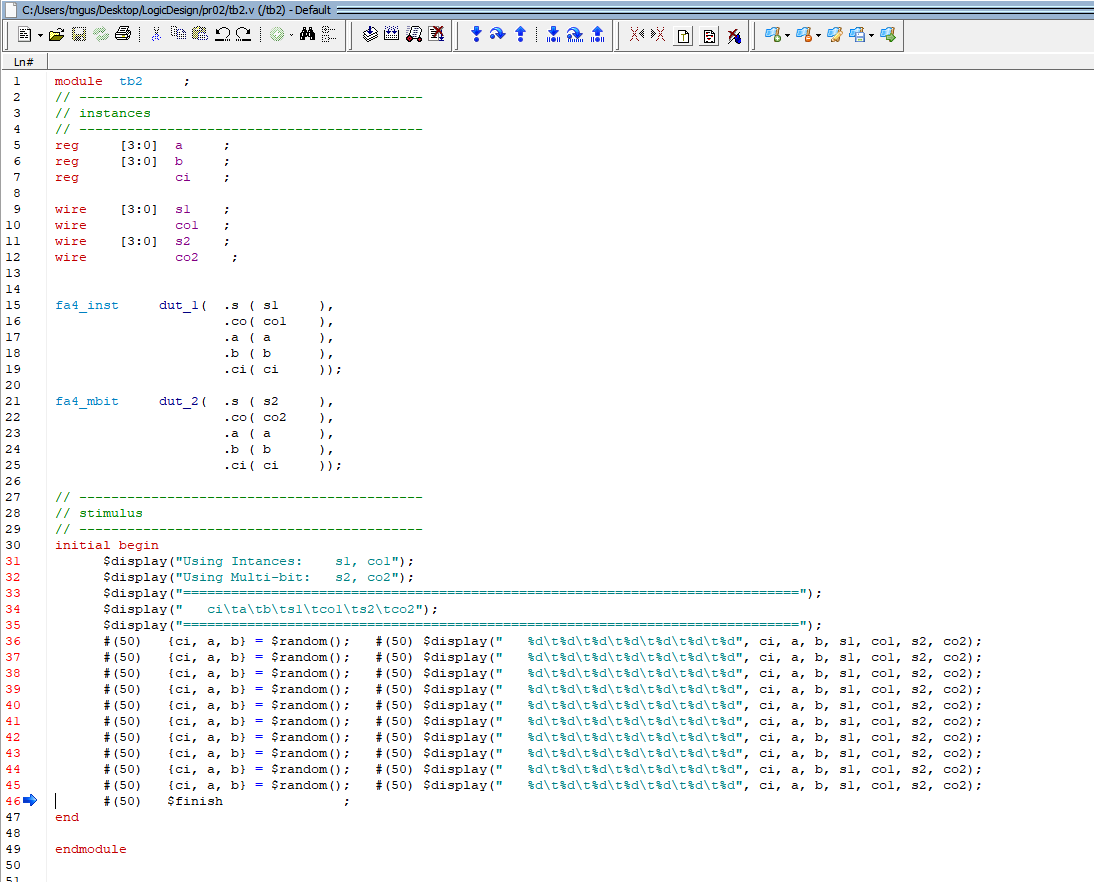 C:/Users/tngus/Desktop/LogicDesign/pr02/tb2.v (/tb2) - Default
Ln#
1 module tb2 ;
2 // -------------------------------------------
3 // instances
4 // -------------------------------------------
5 reg [3:0] a ;
6 reg [3:0] b ;
7 reg ci ;
8
9 wire [3:0] s1 ;
10 wire co1 ;
11 wire [3:0] s2 ;
12 wire co2 ;
13
14
15 fa4_inst dut_1( .s ( s1 ),
16 .co( co1 ),
17 .a ( a ),
18 .b ( b ),
19 .ci( ci ));
20
21 fa4_mbit dut_2( .s ( s2 ),
22 .co( co2 ),
23 .a ( a ),
24 .b ( b ),
25 .ci( ci ));
26
27 // -------------------------------------------
28 // stimulus
29 // -------------------------------------------
30 initial begin
31 $display("Using Intances: s1, co1");
32 $display("Using Multi-bit: s2, co2");
33 $display("=============================================================================");
34 $display(" ci\ta\tb\ts1\tco1\ts2\tco2");
35 $display("=============================================================================");
36 #(50) {ci, a, b} = $random(); #(50) $display(" %d\t%d\t%d\t%d\t%d\t%d\t%d", ci, a, b, s1, co1, s2, co2);
37 #(50) {ci, a, b} = $random(); #(50) $display(" %d\t%d\t%d\t%d\t%d\t%d\t%d", ci, a, b, s1, co1, s2, co2);
38 #(50) {ci, a, b} = $random(); #(50) $display(" %d\t%d\t%d\t%d\t%d\t%d\t%d", ci, a, b, s1, co1, s2, co2);
39 #(50) {ci, a, b} = $random(); #(50) $display(" %d\t%d\t%d\t%d\t%d\t%d\t%d", ci, a, b, s1, co1, s2, co2);
40 #(50) {ci, a, b} = $random(); #(50) $display(" %d\t%d\t%d\t%d\t%d\t%d\t%d", ci, a, b, s1, co1, s2, co2);
41 #(50) {ci, a, b} = $random(); #(50) $display(" %d\t%d\t%d\t%d\t%d\t%d\t%d", ci, a, b, s1, co1, s2, co2);
42 #(50) {ci, a, b} = $random(); #(50) $display(" %d\t%d\t%d\t%d\t%d\t%d\t%d", ci, a, b, s1, co1, s2, co2);
43 #(50) {ci, a, b} = $random(); #(50) $display(" %d\t%d\t%d\t%d\t%d\t%d\t%d", ci, a, b, s1, co1, s2, co2);
44 #(50) {ci, a, b} = $random(); #(50) $display(" %d\t%d\t%d\t%d\t%d\t%d\t%d", ci, a, b, s1, co1, s2, co2);
45 #(50) {ci, a, b} = $random(); #(50) $display(" %d\t%d\t%d\t%d\t%d\t%d\t%d", ci, a, b, s1, co1, s2, co2);
46 #(50) $finish ;
47 end
48
49 endmodule
50
51